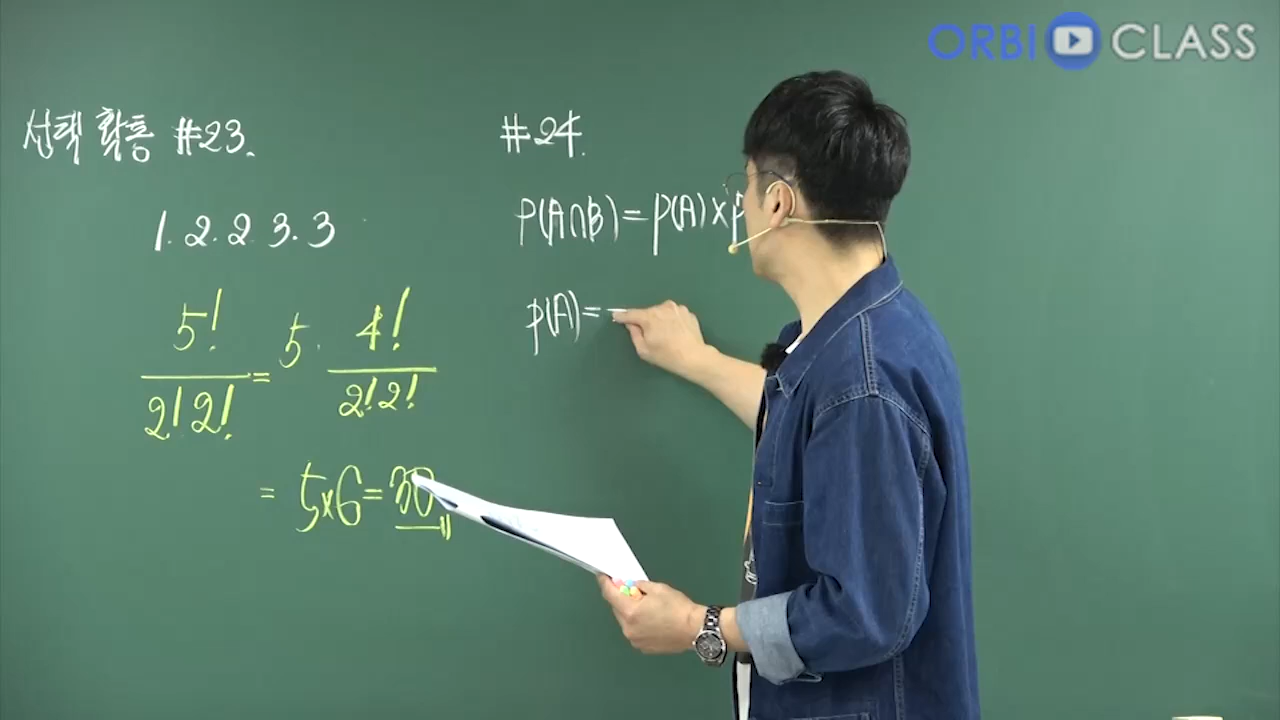 ORBI CLASS
선택 확통 #23.
1. 2. 2 3. 3
5! / 2! 2! = 5 · 4! / 2! 2!
= 5×6 = 30
#24.
P(A∩B) = P(A) × P
P(A) =